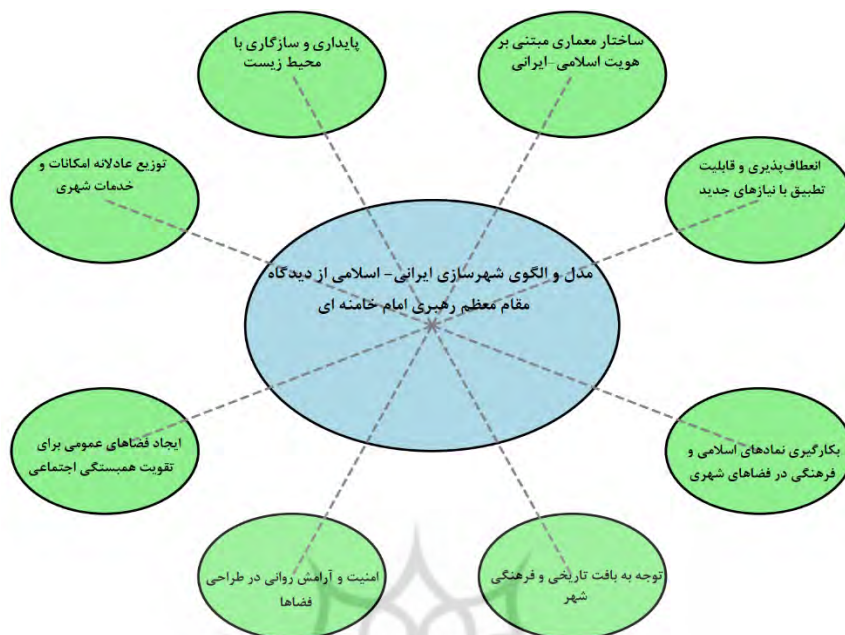 ساختار معماری مبتنی بر
هویت اسلامی-ایرانی
پایداری و سازگاری با
محیط زیست
انعطاف‌پذیری و قابلیت
تطبیق با نیازهای جدید
توزیع عادلانه امکانات و
خدمات شهری
مدل و الگوی شهرسازی ایرانی- اسلامی از دیدگاه
مقام معظم رهبری امام خامنه ای
بکارگیری نمادهای اسلامی و
فرهنگی در فضاهای شهری
ایجاد فضاهای عمومی برای
تقویت همبستگی اجتماعی
توجه به بافت تاریخی و فرهنگی
شهر
امنیت و آرامش روانی در طراحی
فضاها